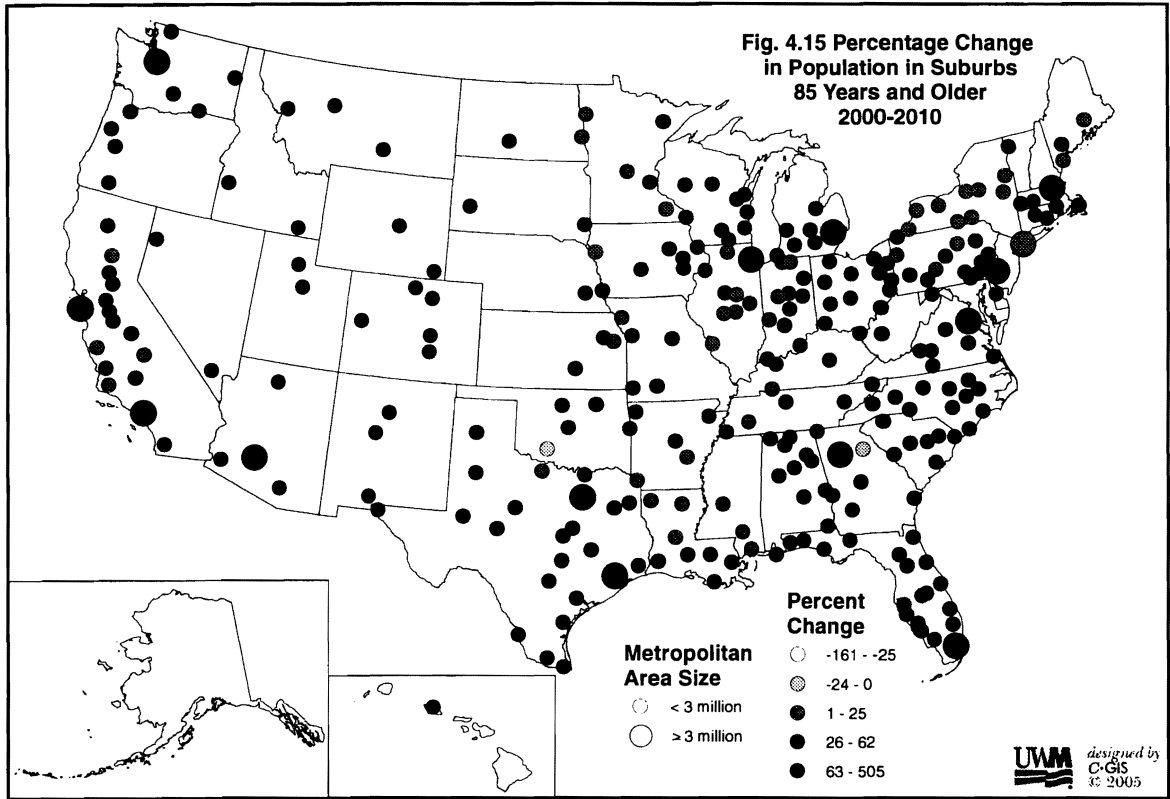 Fig. 4.15 Percentage Change
in Population in Suburbs
85 Years and Older
2000-2010
Metropolitan
Area Size
< 3 million
≥ 3 million
Percent
Change
-161 - -25
-24 - 0
1 - 25
26 - 62
63 - 505
UWM
designed by
C•GIS
© 2005